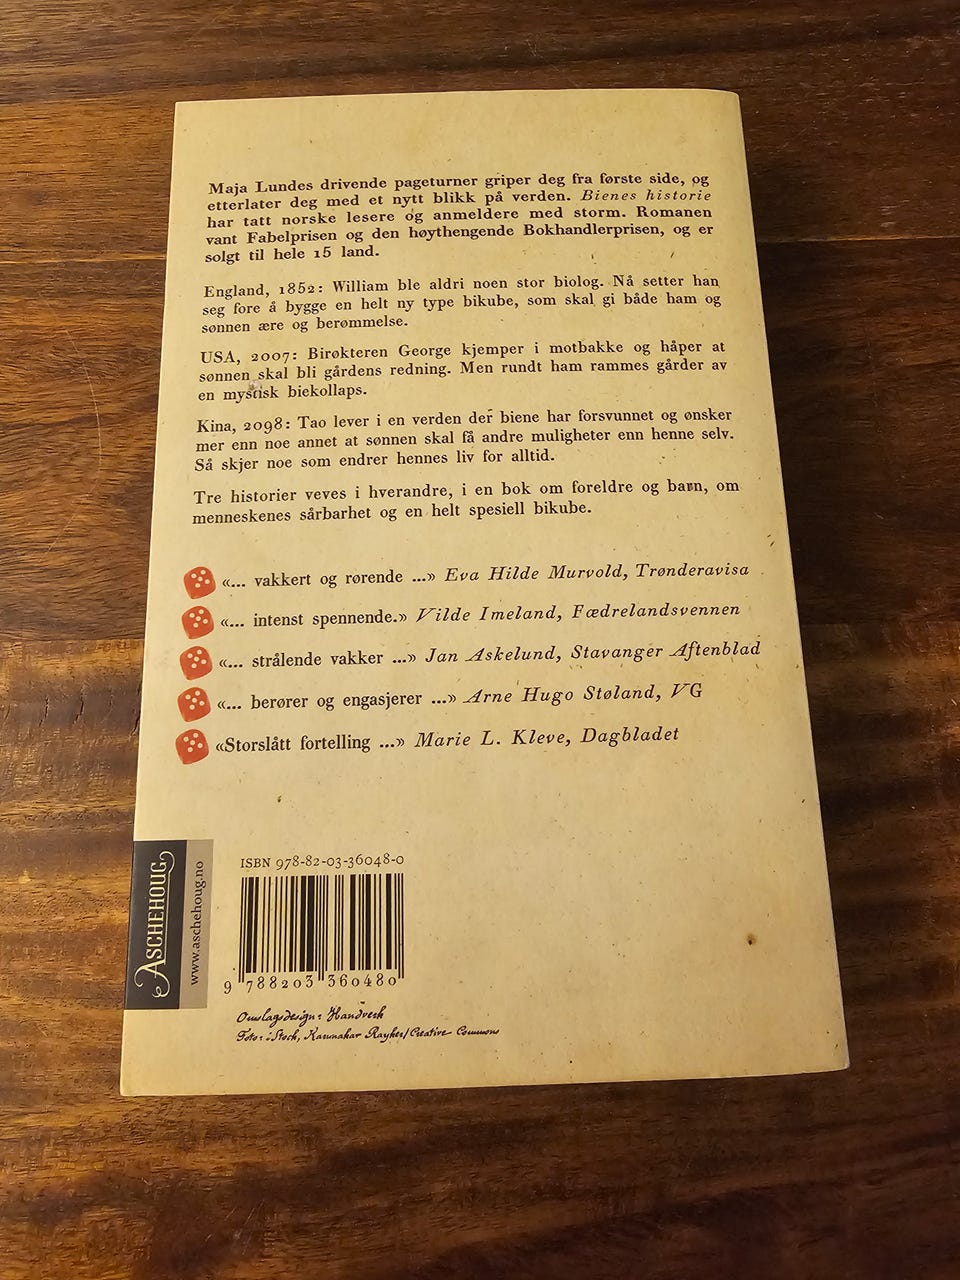 Maja Lundes drivende pageturner griper deg fra første side, og
etterlater deg med et nytt blikk på verden. Bienes historie
har tatt norske lesere og anmeldere med storm. Romanen
vant Fabelprisen og den høythengende Bokhandlerprisen, og er
solgt til hele 15 land.
England, 1852: William ble aldri noen stor biolog. Nå setter han
seg fore å bygge en helt ny type bikube, som skal gi både ham og
sønnen ære og berømmelse.
USA, 2007: Birøkteren George kjemper i motbakke og håper at
sønnen skal bli gårdens redning. Men rundt ham rammes gårder av
en mystisk biekollaps.
Kina, 2098: Tao lever i en verden der biene har forsvunnet og ønsker
mer enn noe annet at sønnen skal få andre muligheter enn henne selv.
Så skjer noe som endrer hennes liv for alltid.
Tre historier veves i hverandre, i en bok om foreldre og barn, om
menneskenes sårbarhet og en helt spesiell bikube.
«... vakkert og rørende ...» Eva Hilde Murvold, Trønderavisa
«... intenst spennende.» Vilde Imeland, Fædrelandsvennen
«... strålende vakker ...» Jan Askelund, Stavanger Aftenblad
«... berører og engasjerer ...» Arne Hugo Støland, VG
«Storslått fortelling ...» Marie L. Kleve, Dagbladet
ASCHEHOUG
www.aschehoug.no
ISBN 978-82-03-36048-0
9 788203 360480
Omslagsdesign: Handverk
Foto: iStock, Karunakar Rayker/Creative Commons